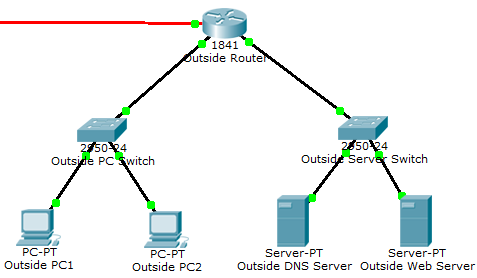 1841
Outside Router
2950-24
Outside PC Switch
2950-24
Outside Server Switch
PC-PT
Outside PC1
PC-PT
Outside PC2
Server-PT
Outside DNS Server
Server-PT
Outside Web Server